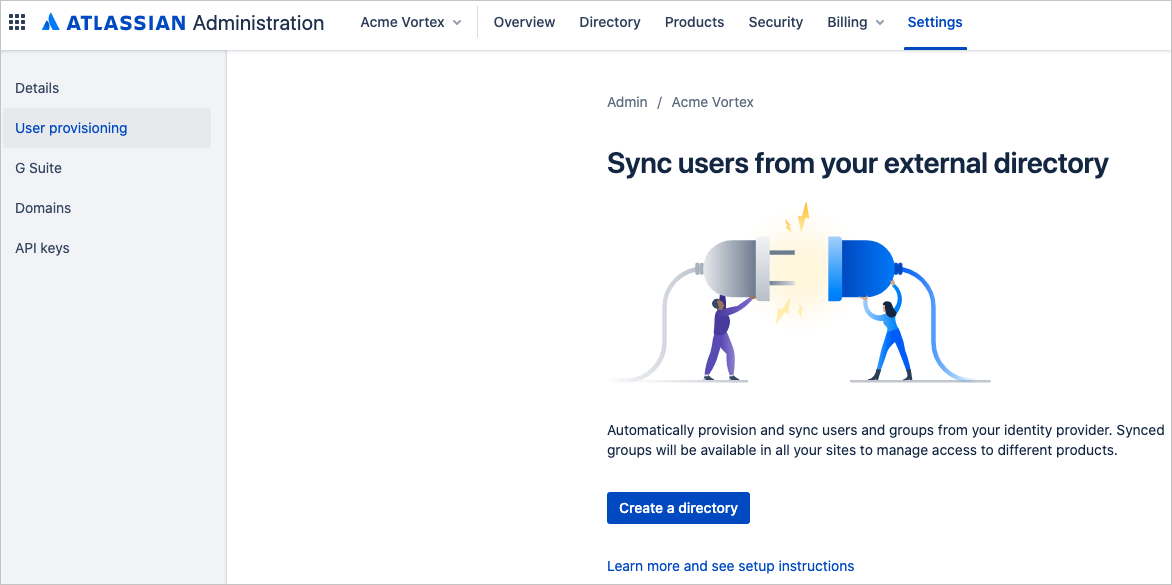 ATLASSIAN Administration Acme Vortex Overview Directory Products Security Billing Settings
Details
User provisioning
G Suite
Domains
API keys
Admin / Acme Vortex
Sync users from your external directory
Automatically provision and sync users and groups from your identity provider. Synced
groups will be available in all your sites to manage access to different products.
Create a directory
Learn more and see setup instructions